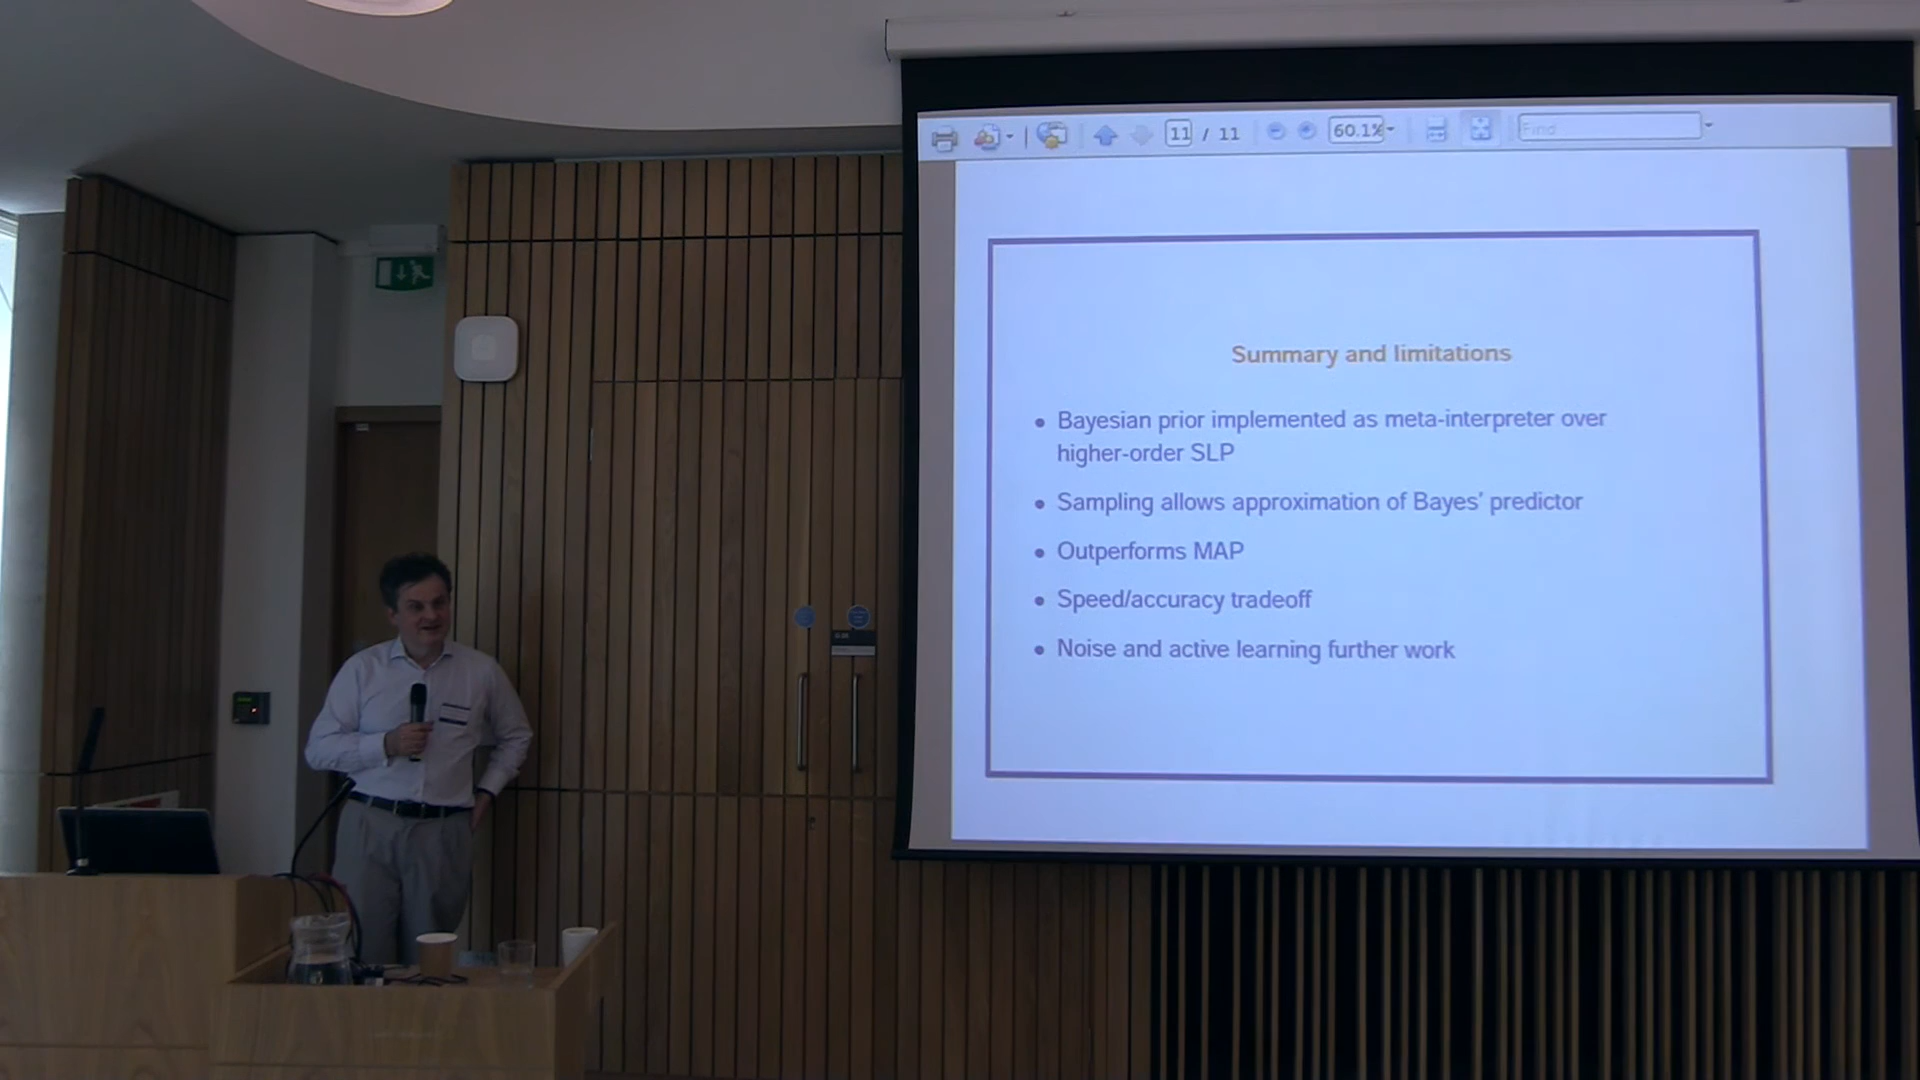 11 / 11
60.1%
Find
Summary and limitations
• Bayesian prior implemented as meta-interpreter over
higher-order SLP
• Sampling allows approximation of Bayes' predictor
• Outperforms MAP
• Speed/accuracy tradeoff
• Noise and active learning further work